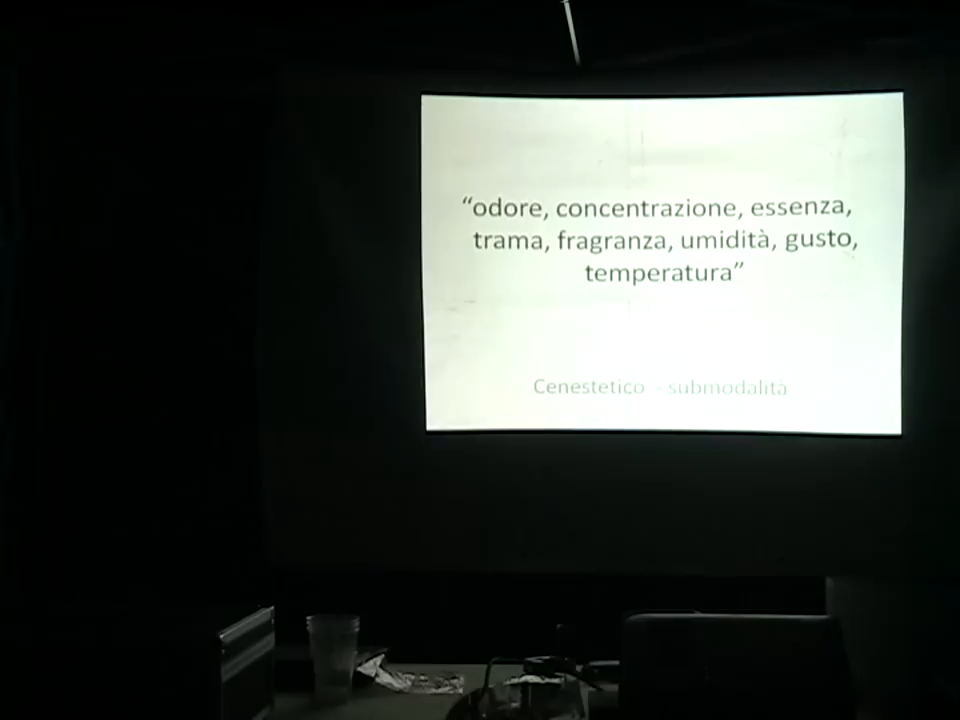 “odore, concentrazione, essenza,
trama, fragranza, umidità, gusto,
temperatura”
Cenestetico - submodalità